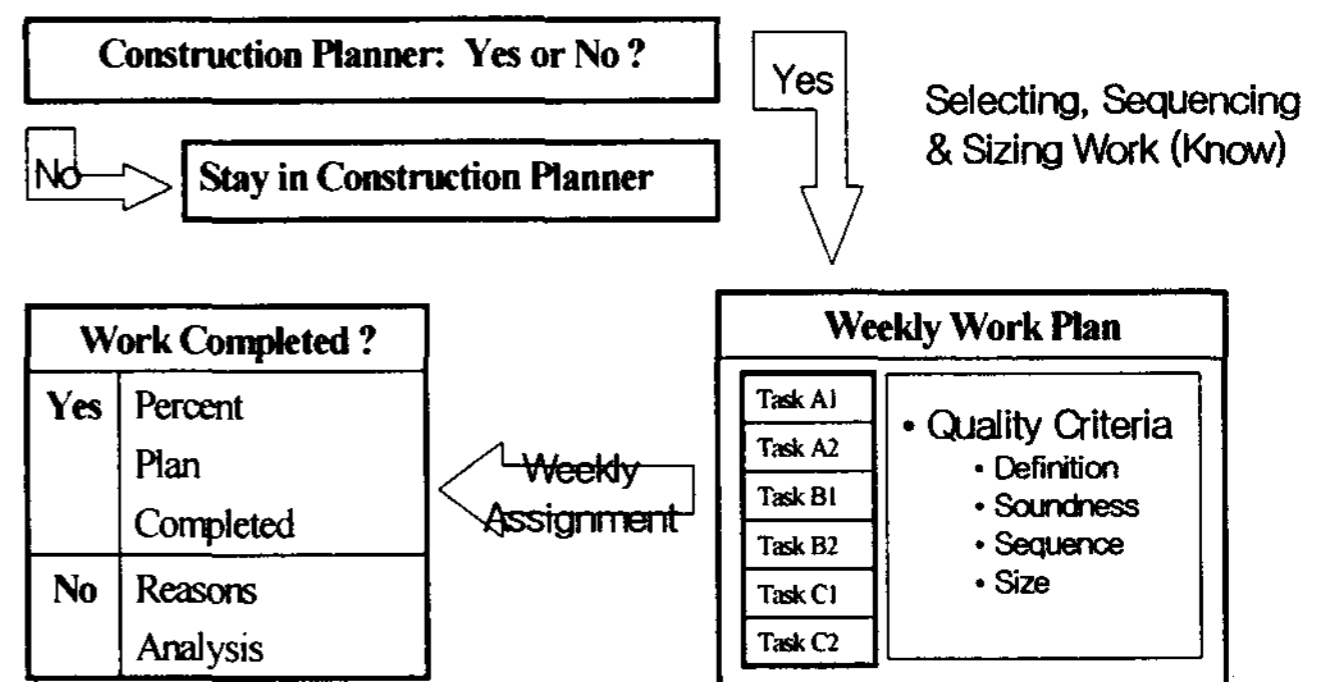 Construction Planner: Yes or No ?
Yes
Selecting, Sequencing
& Sizing Work (Know)
No
Stay in Construction Planner
Work Completed ?
Yes
Percent
Plan
Completed
No
Reasons
Analysis
Weekly
Assignment
Weekly Work Plan
Task A1
Task A2
Task B1
Task B2
Task C1
Task C2
• Quality Criteria
• Definition
• Soundness
• Sequence
• Size